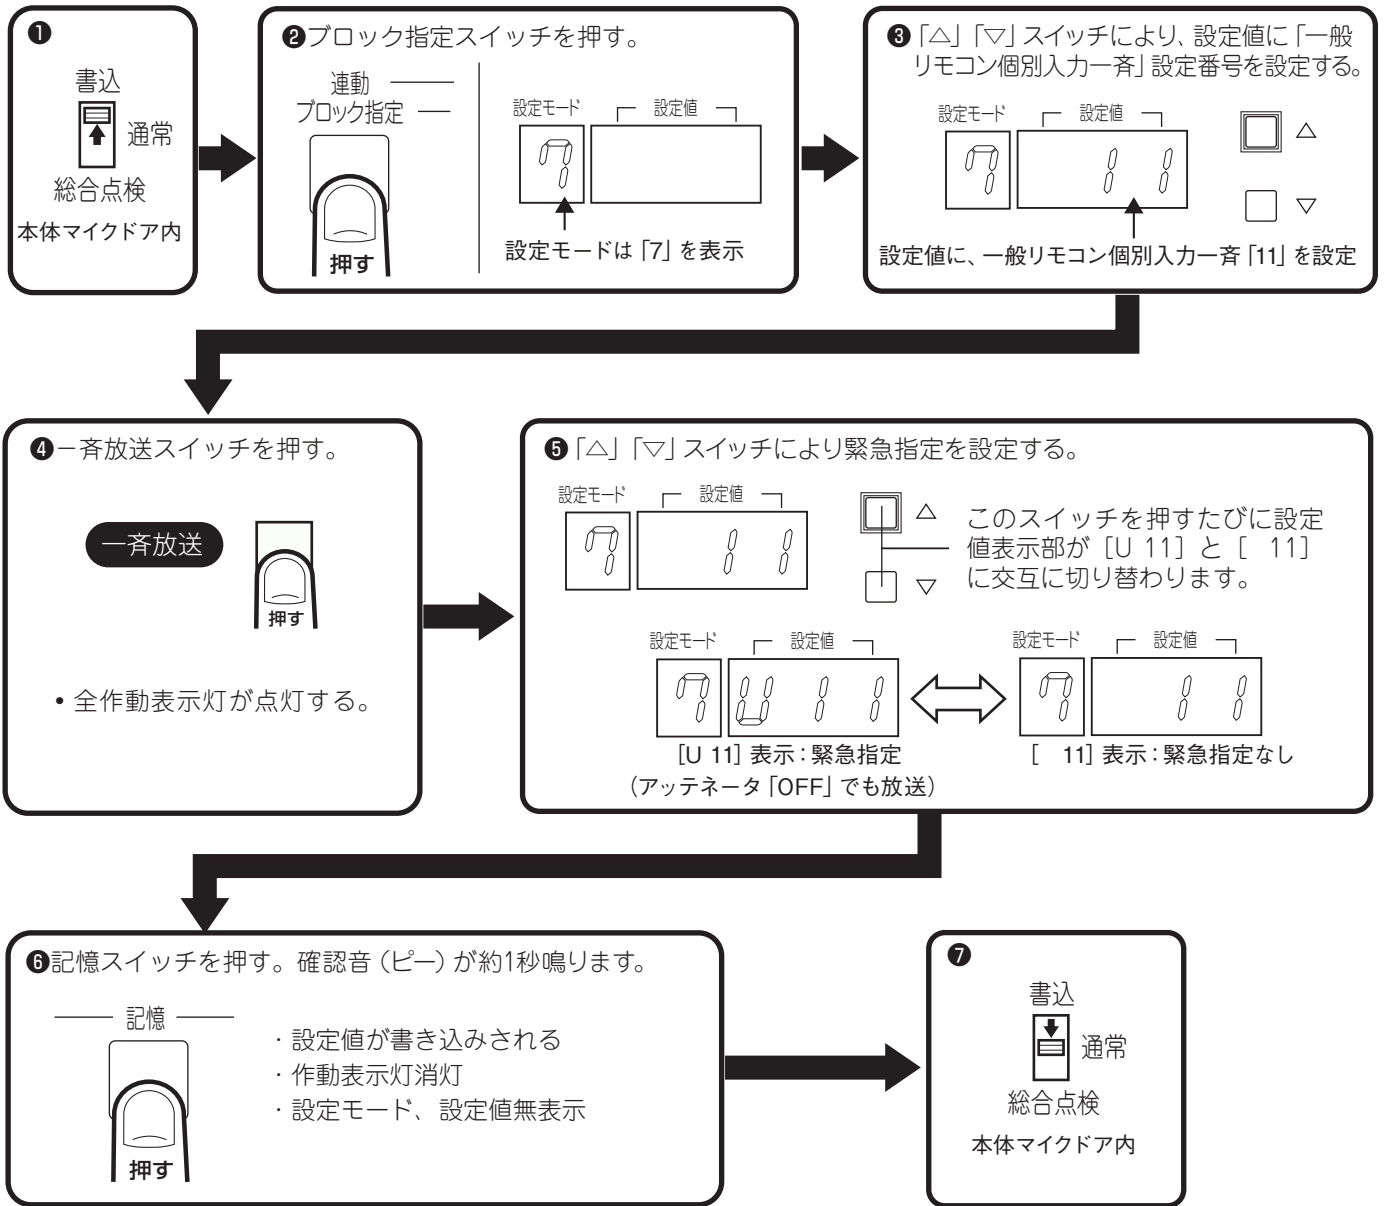 ❶
書込
通常
総合点検
本体マイクドア内
❷ブロック指定スイッチを押す。
連動
ブロック指定
押す
設定モード 設定値
7
設定モードは「7」を表示
❸「△」「▽」スイッチにより、設定値に「一般
リモコン個別入力一斉」設定番号を設定する。
設定モード 設定値
7 11
△
▽
設定値に、一般リモコン個別入力一斉「11」を設定
❹一斉放送スイッチを押す。
一斉放送
押す
• 全作動表示灯が点灯する。
❺「△」「▽」スイッチにより緊急指定を設定する。
設定モード 設定値
7 11
△
▽
このスイッチを押すたびに設定
値表示部が [U 11] と [ 11]
に交互に切り替わります。
設定モード 設定値
7 U 11
[U 11] 表示：緊急指定
(アッテネータ「OFF」でも放送)
設定モード 設定値
7 11
[ 11] 表示：緊急指定なし
❻記憶スイッチを押す。確認音（ピー）が約1秒鳴ります。
記憶
押す
・設定値が書き込みされる
・作動表示灯消灯
・設定モード、設定値無表示
❼
書込
通常
総合点検
本体マイクドア内